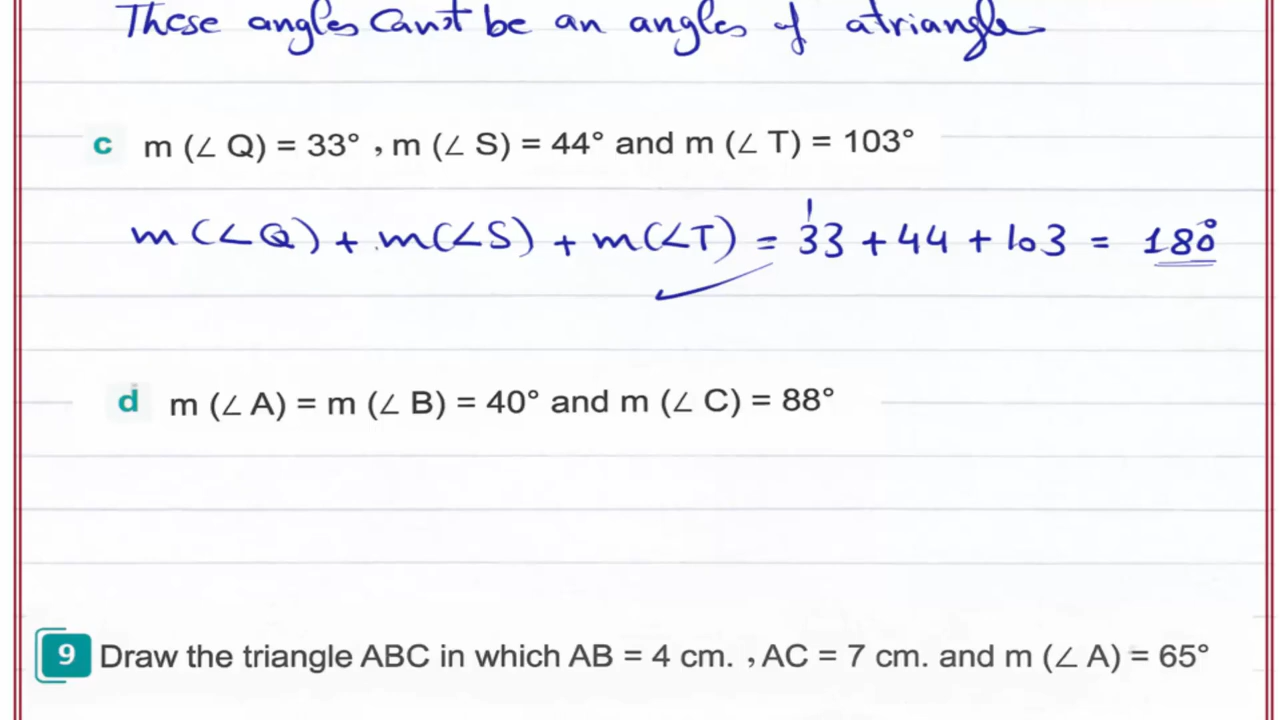 These angles Can't be an angles of atriangle
c m (∠ Q) = 33° , m (∠ S) = 44° and m (∠ T) = 103°
m (∠Q) + m(∠S) + m(∠T) = 33 + 44 + 103 = 180°
d m (∠ A) = m (∠ B) = 40° and m (∠ C) = 88°
9 Draw the triangle ABC in which AB = 4 cm. , AC = 7 cm. and m (∠ A) = 65°